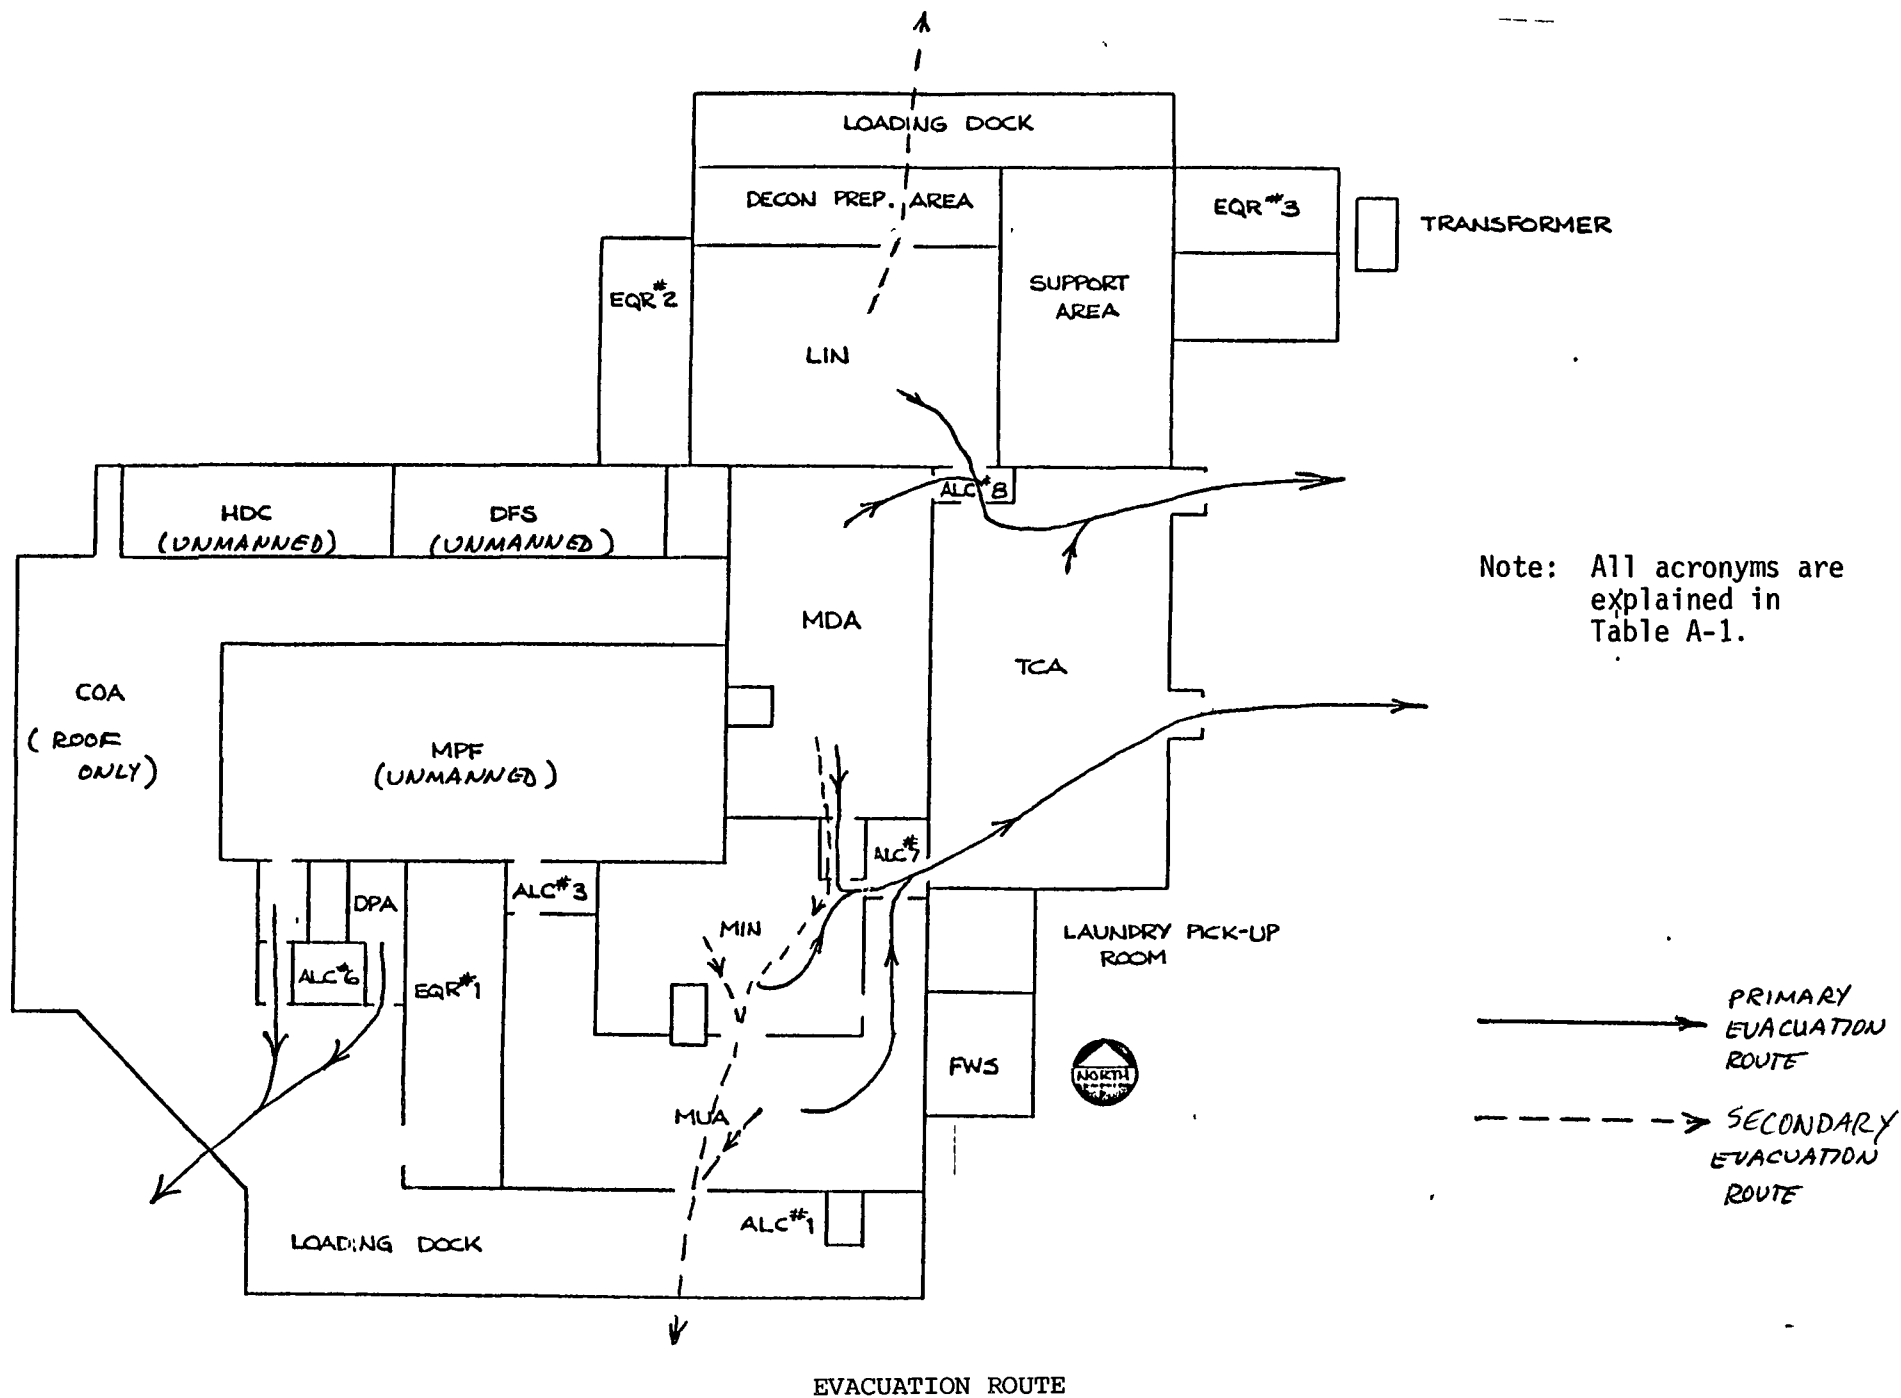 LOADING DOCK
DECON PREP. AREA
EQR #3
TRANSFORMER
EQR #2
SUPPORT
AREA
LIN
HDC
(UNMANNED)
DFS
(UNMANNED)
ALC #8
Note: All acronyms are
explained in
Table A-1.
MDA
TCA
COA
(ROOF
ONLY)
MPF
(UNMANNED)
ALC #7
ALC #3
DPA
MIN
LAUNDRY PICK-UP
ROOM
ALC #6
EQR #1
FWS
NORTH
PRIMARY
EVACUATION
ROUTE
MUA
SECONDARY
EVACUATION
ROUTE
ALC #1
LOADING DOCK
EVACUATION ROUTE